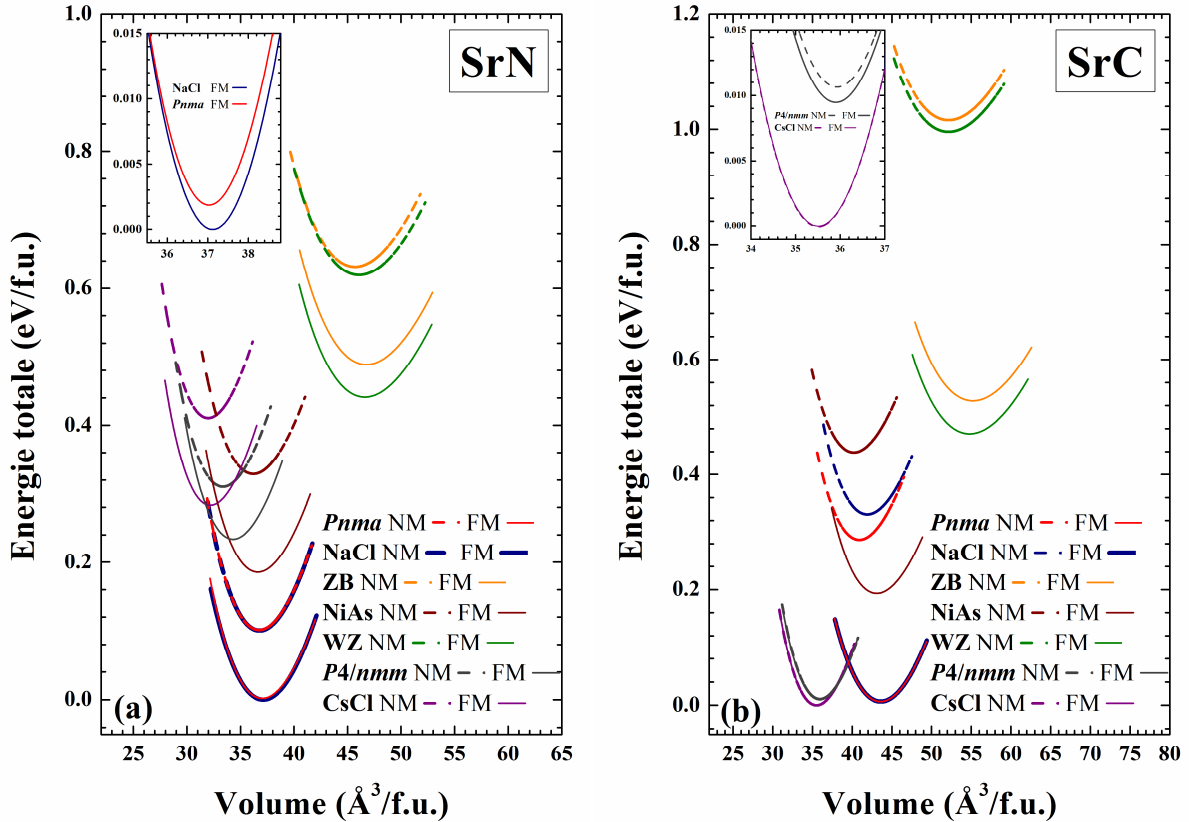 SrN
1.0
0.8
0.6
0.4
0.2
0.0
Energie totale (eV/f.u.)
0.015
0.010
0.005
0.000
36 37 38
NaCl FM
Pnma FM
Pnma NM FM
NaCl NM FM
ZB NM FM
NiAs NM FM
WZ NM FM
P4/nmm NM FM
CsCl NM FM
(a)
25 30 35 40 45 50 55 60 65
Volume (Å³/f.u.)
SrC
1.2
1.0
0.8
0.6
0.4
0.2
0.0
Energie totale (eV/f.u.)
0.015
0.010
0.005
0.000
34 35 36 37
P4/nmm NM FM
CsCl NM FM
Pnma NM FM
NaCl NM FM
ZB NM FM
NiAs NM FM
WZ NM FM
P4/nmm NM FM
CsCl NM FM
(b)
25 30 35 40 45 50 55 60 65 70 75 80
Volume (Å³/f.u.)